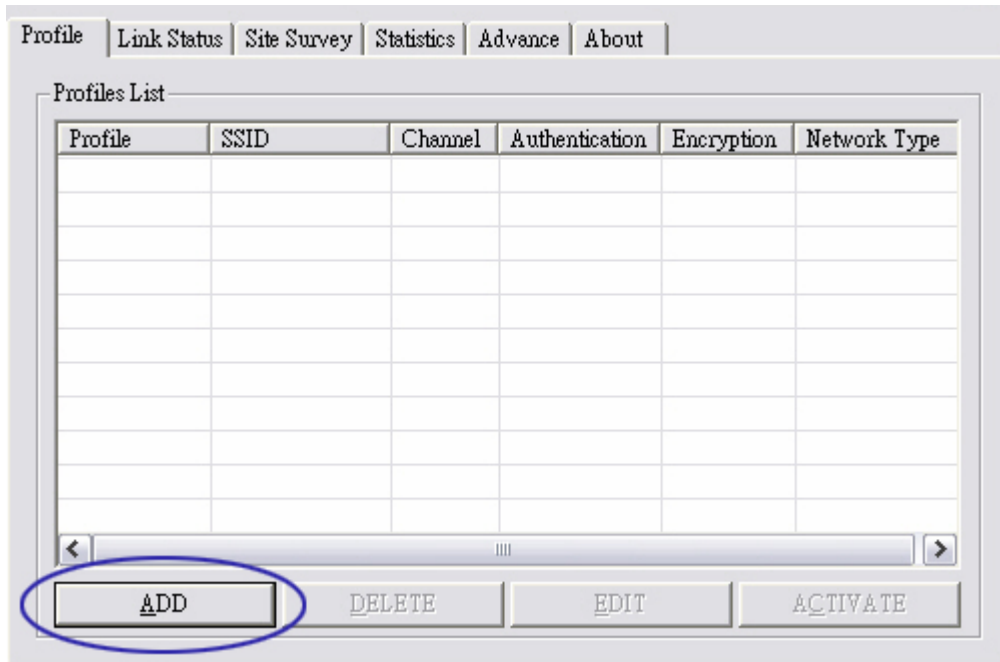 Profile Link Status Site Survey Statistics Advance About
Profiles List
Profile SSID Channel Authentication Encryption Network Type
ADD DELETE EDIT ACTIVATE